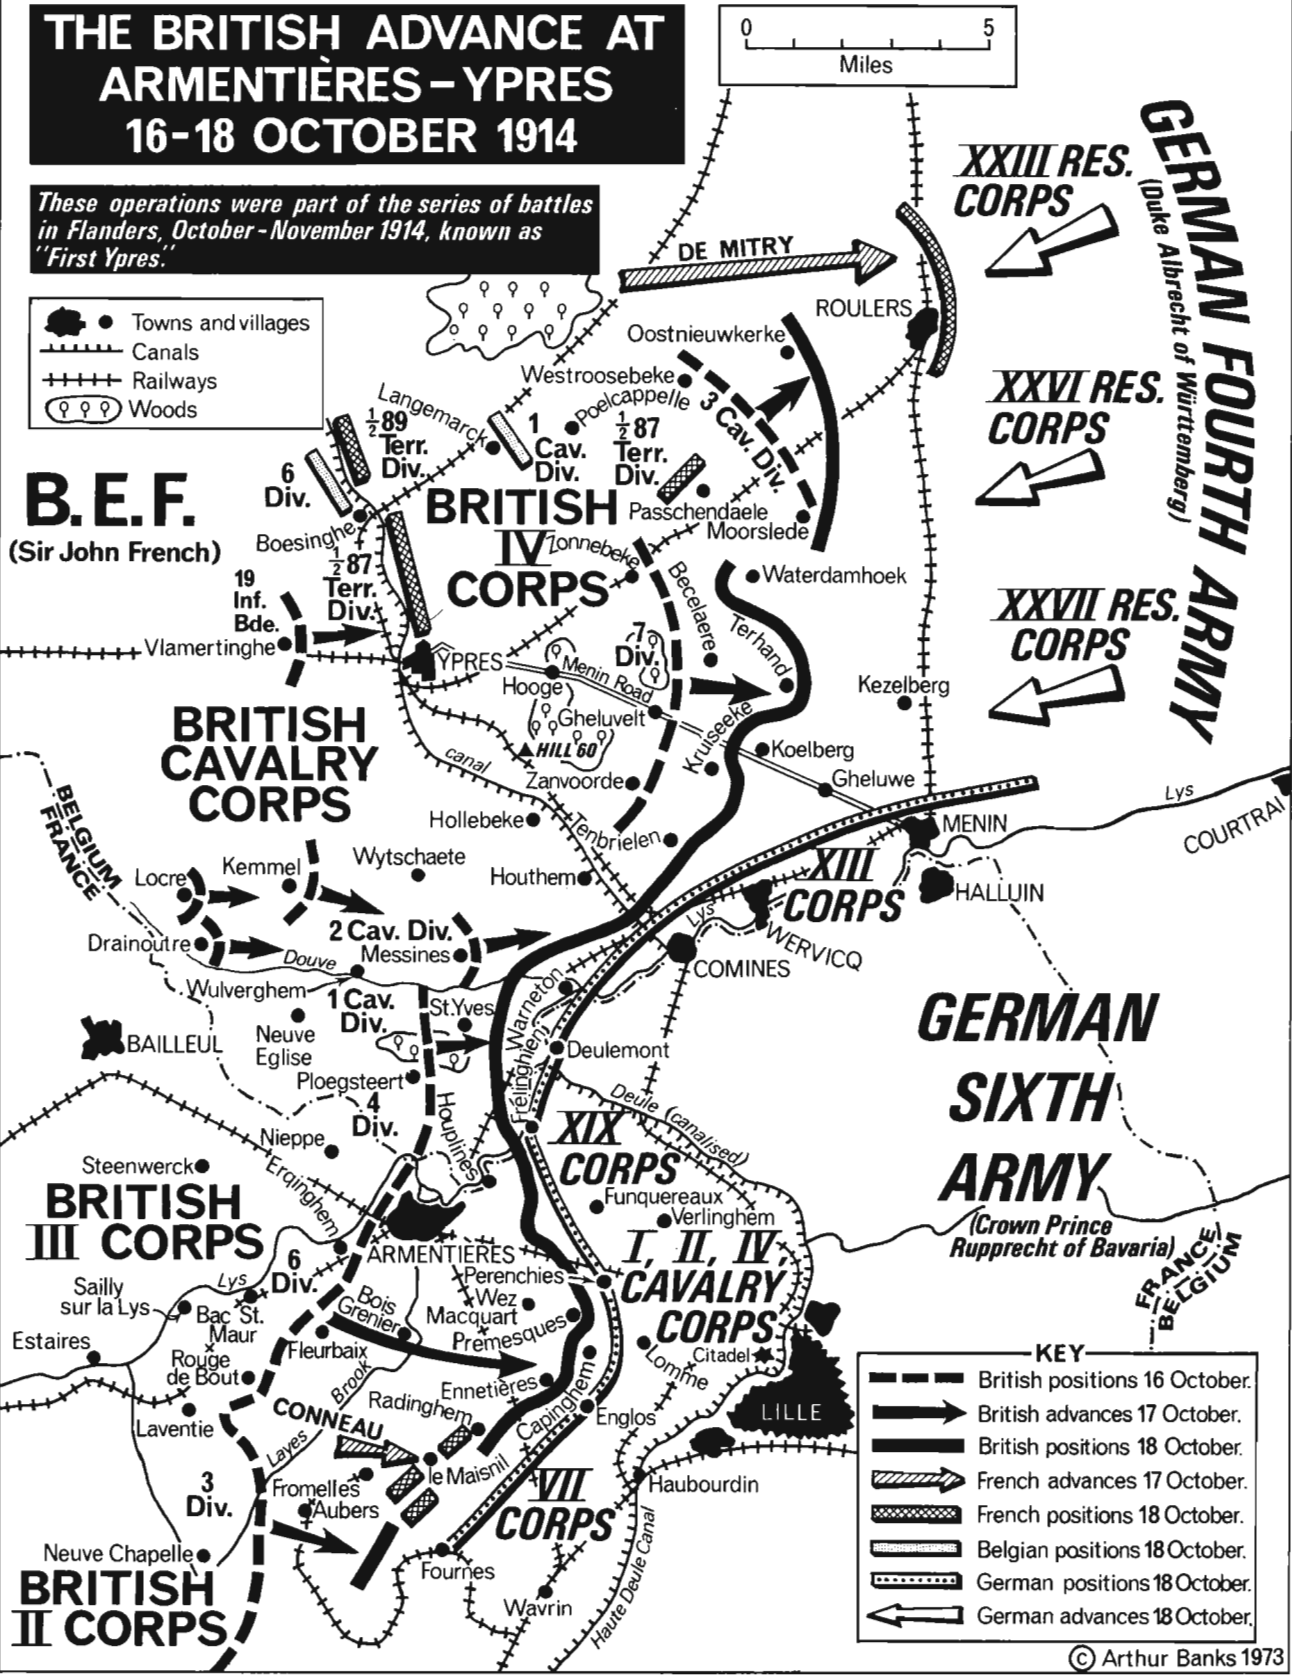 THE BRITISH ADVANCE AT
ARMENTIÈRES – YPRES
16-18 OCTOBER 1914
These operations were part of the series of battles
in Flanders, October-November 1914, known as
"First Ypres."
0 5
Miles
Towns and villages
Canals
Railways
Woods
GERMAN FOURTH ARMY
(Duke Albrecht of Württemberg)
XXIII RES.
CORPS
DE MITRY
ROULERS
Oostnieuwkerke
Westroosebeke
Poelcappelle
Langemarck
3 Cav. Div.
XXVI RES.
CORPS
½ 89
Terr.
Div.
1
Cav.
Div.
½ 87
Terr.
Div.
6
Div.
B.E.F.
(Sir John French)
BRITISH
IV
CORPS
Passchendaele
Moorslede
Boesinghe
Zonnebeke
½ 87
Terr.
Div.
19
Inf.
Bde.
Becelaere
Waterdamhoek
Terhand
XXVII RES.
CORPS
Vlamertinghe
YPRES
7
Div.
Menin Road
Hooge
Gheluvelt
Kezelberg
BRITISH
CAVALRY
CORPS
HILL 60
Kruiseeke
Koelberg
canal
Zanvoorde
Gheluwe
Lys
COURTRAI
BELGIUM
FRANCE
Hollebeke
Tenbrielen
MENIN
Wytschaete
Kemmel
Locre
Houthem
XIII
CORPS
HALLUIN
Lys
WERVICQ
2 Cav. Div.
Drainoutre
Messines
Douve
COMINES
Wulverghem
1 Cav.
Div.
St.Yves
Warneton
GERMAN
SIXTH
ARMY
(Crown Prince
Rupprecht of Bavaria)
BAILLEUL
Neuve
Eglise
Deulemont
Frélinghien
Ploegsteert
Deule (canalised)
4
Div.
Houplines
Nieppe
XIX
CORPS
Steenwerck
Erqinghem
BRITISH
III CORPS
Funquereaux
Verlinghem
ARMENTIERES
I, II, IV,
CAVALRY
CORPS
FRANCE
BELGIUM
6
Div.
Lys
Perenchies
Sailly
sur la Lys
Bois
Grenier
Wez
Macquart
Bac St.
Maur
Premesques
Estaires
Fleurbaix
Lomme
Citadel
Rouge
de Bout
Brook
Ennetières
Capinghem
LILLE
Radinghem
CONNEAU
Englos
Laventie
Layes
le Maisnil
Haubourdin
VII
CORPS
3
Div.
Fromelles
Aubers
Neuve Chapelle
Fournes
BRITISH
II CORPS
Wavrin
Haute Deule Canal
KEY
British positions 16 October.
British advances 17 October.
British positions 18 October.
French advances 17 October.
French positions 18 October.
Belgian positions 18 October.
German positions 18 October.
German advances 18 October.
© Arthur Banks 1973